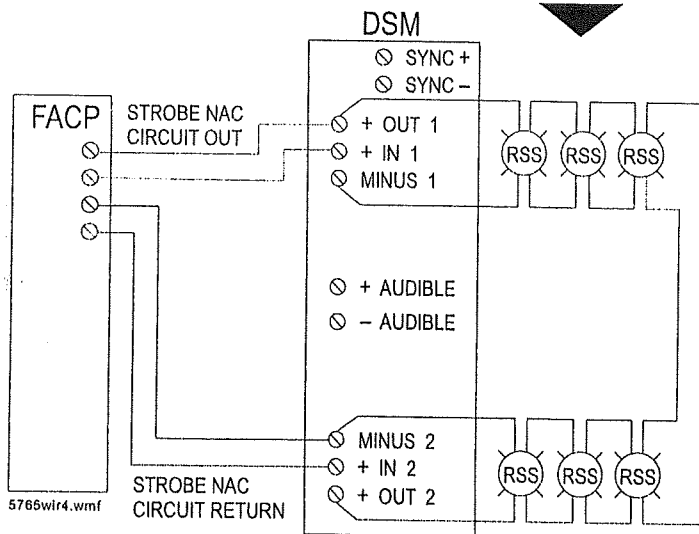 DSM
SYNC +
SYNC –
FACP
STROBE NAC
CIRCUIT OUT
+ OUT 1
+ IN 1
MINUS 1
RSS
RSS
RSS
+ AUDIBLE
– AUDIBLE
MINUS 2
+ IN 2
+ OUT 2
RSS
RSS
RSS
STROBE NAC
CIRCUIT RETURN
5765wir4.wmf